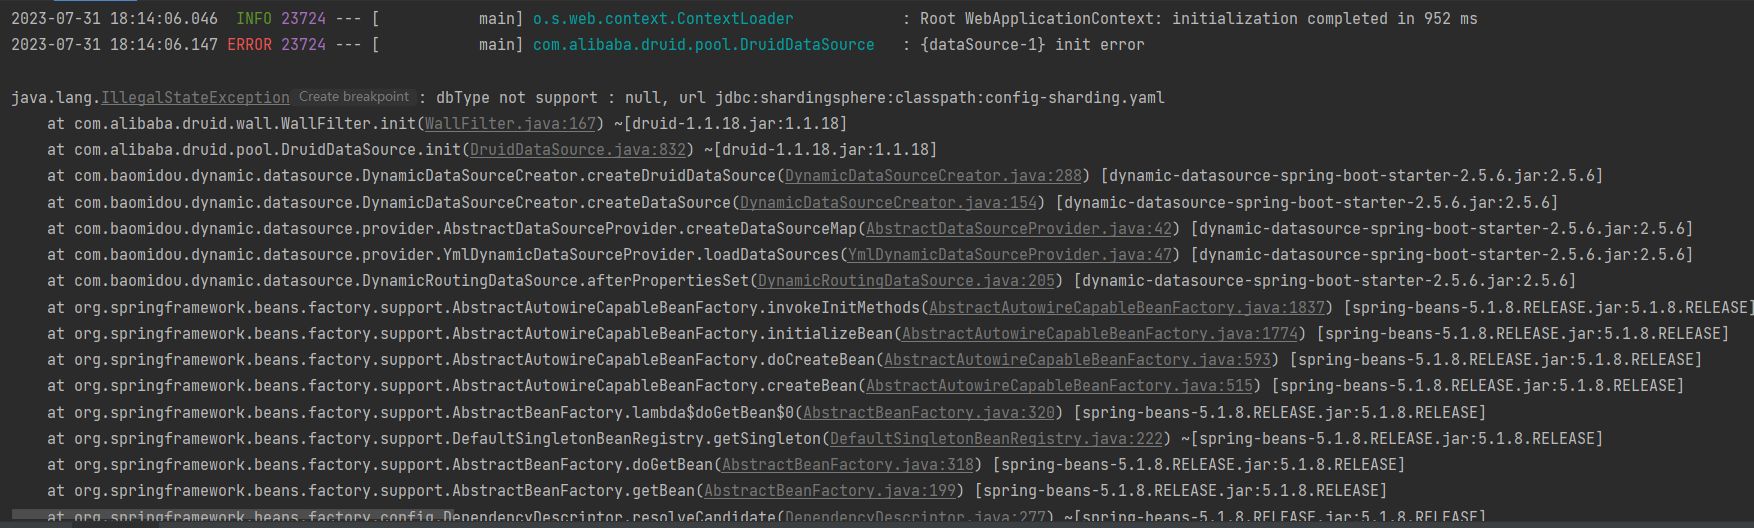 2023-07-31 18:14:06.046  INFO 23724 --- [           main] o.s.web.context.ContextLoader            : Root WebApplicationContext: initialization completed in 952 ms
2023-07-31 18:14:06.147 ERROR 23724 --- [           main] com.alibaba.druid.pool.DruidDataSource   : {dataSource-1} init error
java.lang.IllegalStateException Create breakpoint : dbType not support : null, url jdbc:shardingsphere:classpath:config-sharding.yaml
    at com.alibaba.druid.wall.WallFilter.init(WallFilter.java:167) ~[druid-1.1.18.jar:1.1.18]
    at com.alibaba.druid.pool.DruidDataSource.init(DruidDataSource.java:832) ~[druid-1.1.18.jar:1.1.18]
    at com.baomidou.dynamic.datasource.DynamicDataSourceCreator.createDruidDataSource(DynamicDataSourceCreator.java:288) [dynamic-datasource-spring-boot-starter-2.5.6.jar:2.5.6]
    at com.baomidou.dynamic.datasource.DynamicDataSourceCreator.createDataSource(DynamicDataSourceCreator.java:154) [dynamic-datasource-spring-boot-starter-2.5.6.jar:2.5.6]
    at com.baomidou.dynamic.datasource.provider.AbstractDataSourceProvider.createDataSourceMap(AbstractDataSourceProvider.java:42) [dynamic-datasource-spring-boot-starter-2.5.6.jar:2.5.6]
    at com.baomidou.dynamic.datasource.provider.YmlDynamicDataSourceProvider.loadDataSources(YmlDynamicDataSourceProvider.java:47) [dynamic-datasource-spring-boot-starter-2.5.6.jar:2.5.6]
    at com.baomidou.dynamic.datasource.DynamicRoutingDataSource.afterPropertiesSet(DynamicRoutingDataSource.java:205) [dynamic-datasource-spring-boot-starter-2.5.6.jar:2.5.6]
    at org.springframework.beans.factory.support.AbstractAutowireCapableBeanFactory.invokeInitMethods(AbstractAutowireCapableBeanFactory.java:1837) [spring-beans-5.1.8.RELEASE.jar:5.1.8.RELEASE]
    at org.springframework.beans.factory.support.AbstractAutowireCapableBeanFactory.initializeBean(AbstractAutowireCapableBeanFactory.java:1774) [spring-beans-5.1.8.RELEASE.jar:5.1.8.RELEASE]
    at org.springframework.beans.factory.support.AbstractAutowireCapableBeanFactory.doCreateBean(AbstractAutowireCapableBeanFactory.java:593) [spring-beans-5.1.8.RELEASE.jar:5.1.8.RELEASE]
    at org.springframework.beans.factory.support.AbstractAutowireCapableBeanFactory.createBean(AbstractAutowireCapableBeanFactory.java:515) [spring-beans-5.1.8.RELEASE.jar:5.1.8.RELEASE]
    at org.springframework.beans.factory.support.AbstractBeanFactory.lambda$doGetBean$0(AbstractBeanFactory.java:320) [spring-beans-5.1.8.RELEASE.jar:5.1.8.RELEASE]
    at org.springframework.beans.factory.support.DefaultSingletonBeanRegistry.getSingleton(DefaultSingletonBeanRegistry.java:222) ~[spring-beans-5.1.8.RELEASE.jar:5.1.8.RELEASE]
    at org.springframework.beans.factory.support.AbstractBeanFactory.doGetBean(AbstractBeanFactory.java:318) [spring-beans-5.1.8.RELEASE.jar:5.1.8.RELEASE]
    at org.springframework.beans.factory.support.AbstractBeanFactory.getBean(AbstractBeanFactory.java:199) [spring-beans-5.1.8.RELEASE.jar:5.1.8.RELEASE]
    at org.springframework.beans.factory.config.DependencyDescriptor.resolveCandidate(DependencyDescriptor.java:277) ~[spring-beans-5.1.8.RELEASE.jar:5.1.8.RELEASE]